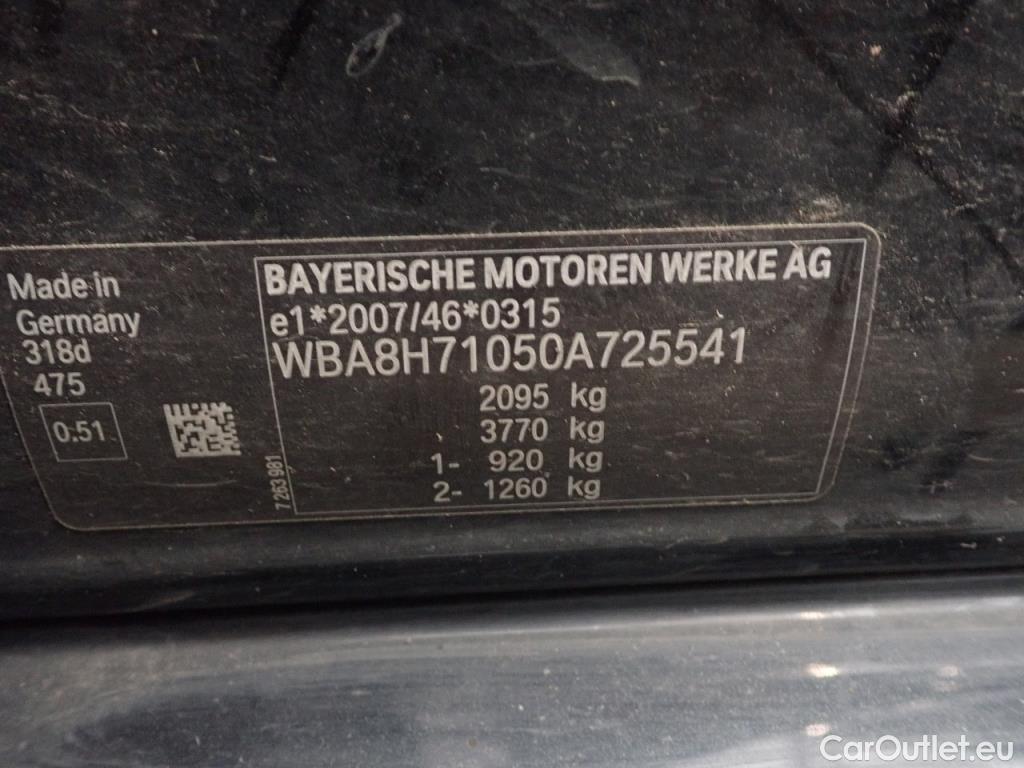 Made in
Germany
318d
475
0.51
7 263 981
BAYERISCHE MOTOREN WERKE AG
e1*2007/46*0315
WBA8H71050A725541
2095 kg
3770 kg
1- 920 kg
2- 1260 kg
CarOutlet.eu